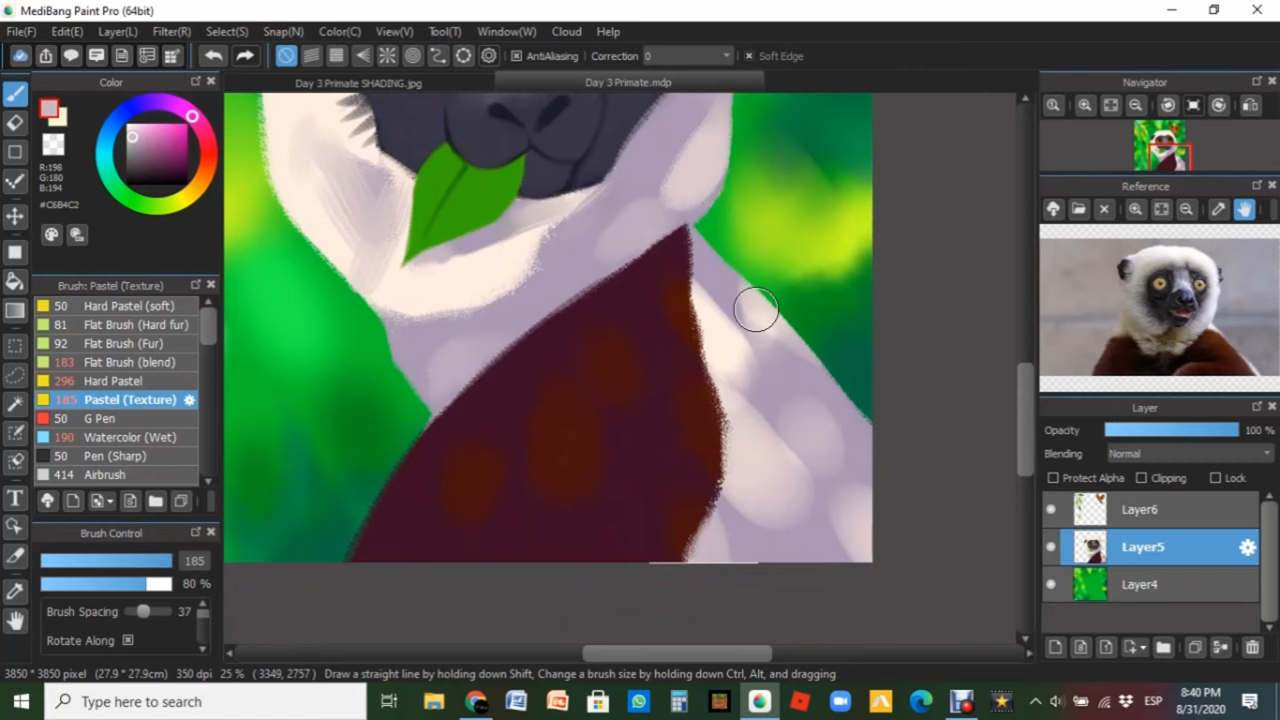 MediBang Paint Pro (64bit)
File(F) Edit(E) Layer(L) Filter(R) Select(S) Snap(N) Color(C) View(V) Tool(T) Window(W) Cloud Help
AntiAliasing Correction 0 Soft Edge
Color
R:198
G:180
B:194
#C6B4C2
Brush: Pastel (Texture)
50 Hard Pastel (soft)
81 Flat Brush (Hard fur)
92 Flat Brush (Fur)
183 Flat Brush (blend)
296 Hard Pastel
185 Pastel (Texture)
50 G Pen
190 Watercolor (Wet)
50 Pen (Sharp)
414 Airbrush
Brush Control
185
80 %
Brush Spacing 37
Rotate Along
Day 3 Primate SHADING.jpg Day 3 Primate.mdp
Navigator
Reference
Layer
Opacity 100 %
Blending Normal
Protect Alpha Clipping Lock
Layer6
Layer5
Layer4
3850 * 3850 pixel (27.9 * 27.9cm) 350 dpi 25 % ( 3349, 2757 ) Draw a straight line by holding down Shift, Change a brush size by holding down Ctrl, Alt, and dragging
Type here to search
ESP
8:40 PM
8/31/2020